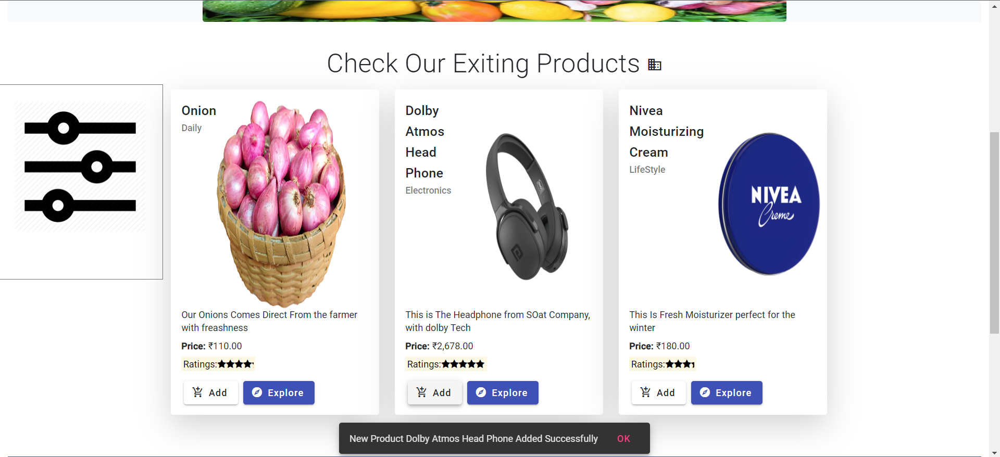 Check Our Exiting Products
Onion
Daily
Our Onions Comes Direct From the farmer
with freashness
Price: ₹110.00
Ratings:
Add
Explore
Dolby
Atmos
Head
Phone
Electronics
This is The Headphone from SOat Company,
with dolby Tech
Price: ₹2,678.00
Ratings:
Add
Explore
Nivea
Moisturizing
Cream
LifeStyle
NIVEA
Creme
This Is Fresh Moisturizer perfect for the
winter
Price: ₹180.00
Ratings:
Add
Explore
New Product Dolby Atmos Head Phone Added Successfully
OK